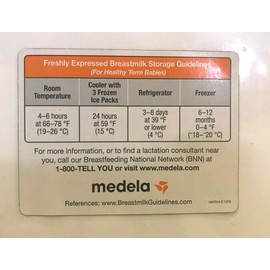 Freshly Expressed Breastmilk Storage Guidelines
(For Healthy Term Babies)
Room Temperature
Cooler with 3 Frozen Ice Packs
Refrigerator
Freezer
4–6 hours at 66–78 °F (19–26 °C)
24 hours at 59 °F (15 °C)
3–8 days at 39 °F or lower (4 °C)
6–12 months 0–4 °F (-18–-20 °C)
For more information, or to find a lactation consultant near
you, call our Breastfeeding National Network (BNN) at
1-800-TELL YOU or visit www.medela.com
medela
References: www.BreastmilkGuidelines.com